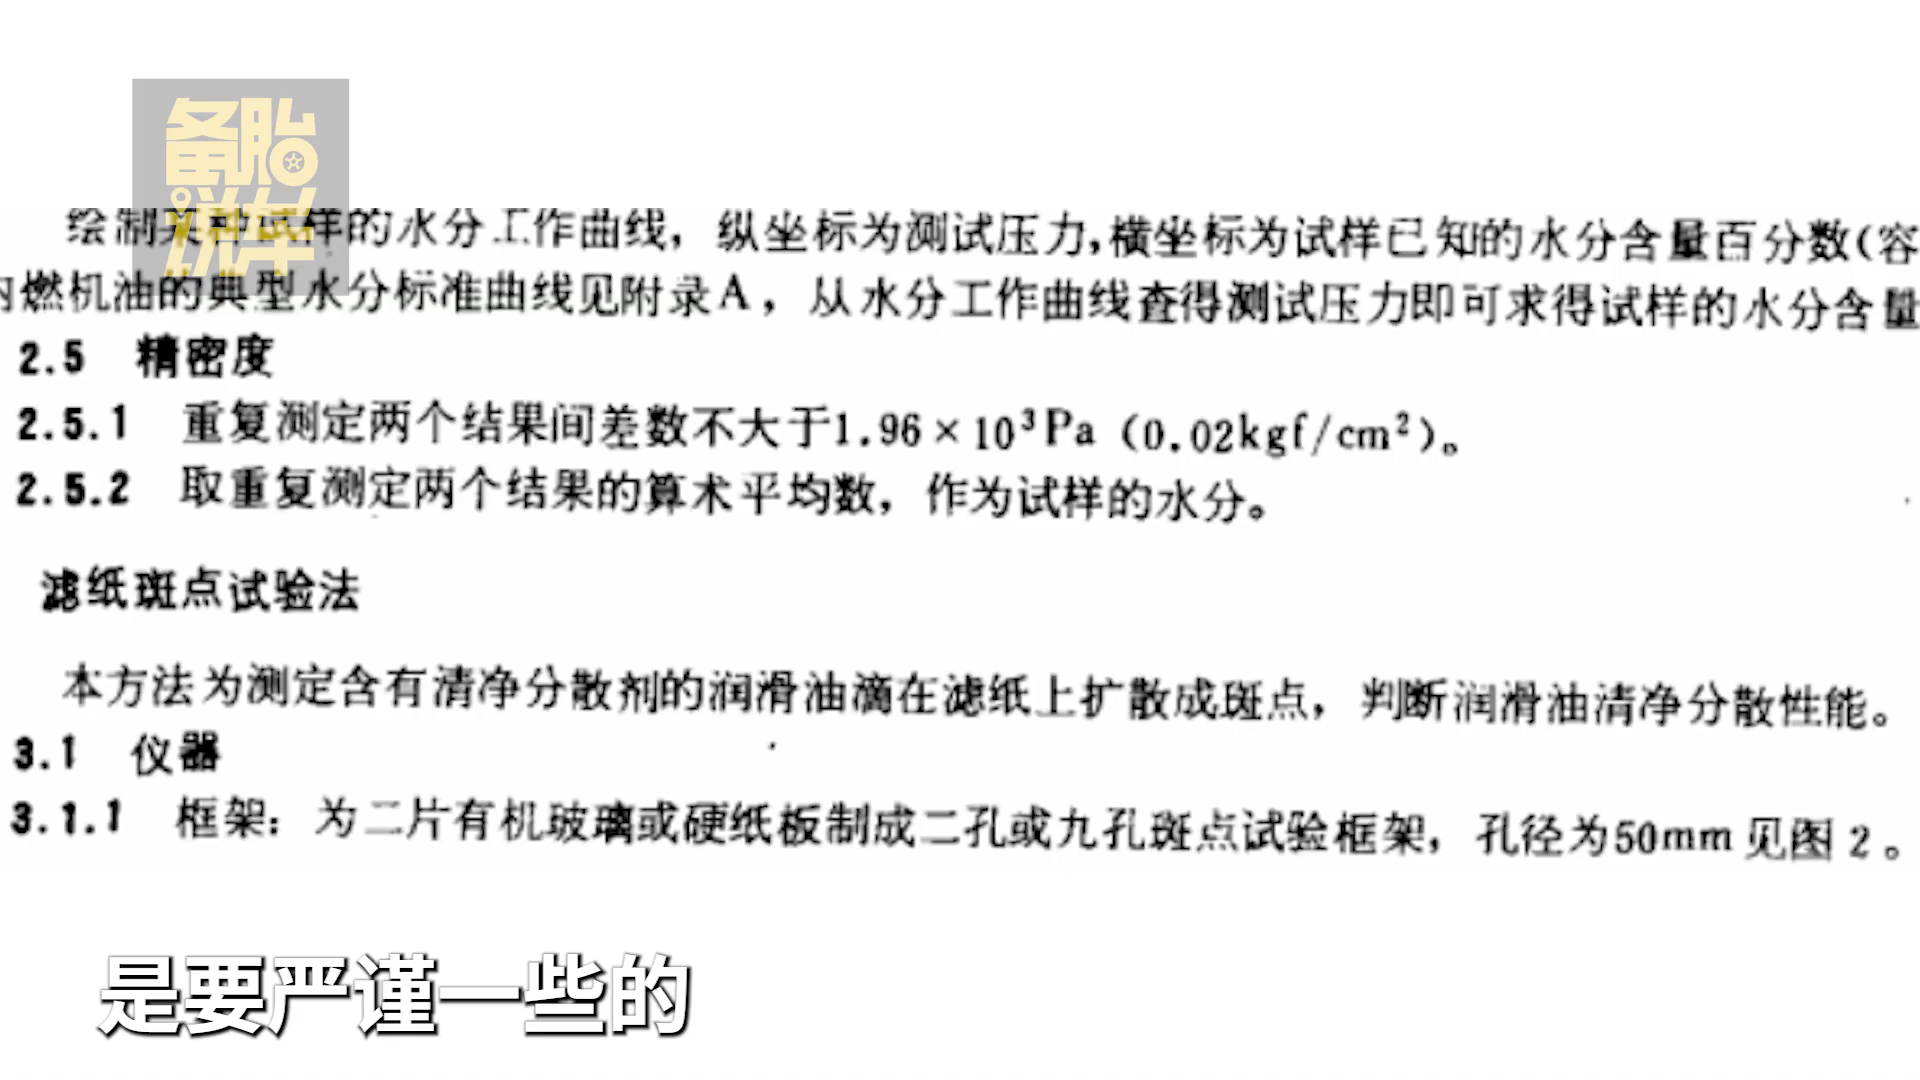 备胎
说车
绘制某种试样的水分工作曲线，纵坐标为测试压力，横坐标为试样已知的水分含量百分数(容
内燃机油的典型水分标准曲线见附录A，从水分工作曲线查得测试压力即可求得试样的水分含量
2.5 精密度
2.5.1 重复测定两个结果间差数不大于1.96×10³Pa (0.02kgf/cm²)。
2.5.2 取重复测定两个结果的算术平均数，作为试样的水分。
滤纸斑点试验法
本方法为测定含有清净分散剂的润滑油滴在滤纸上扩散成斑点，判断润滑油清净分散性能。
3.1 仪器
3.1.1 框架：为二片有机玻璃或硬纸板制成二孔或九孔斑点试验框架，孔径为50mm见图2。
是要严谨一些的